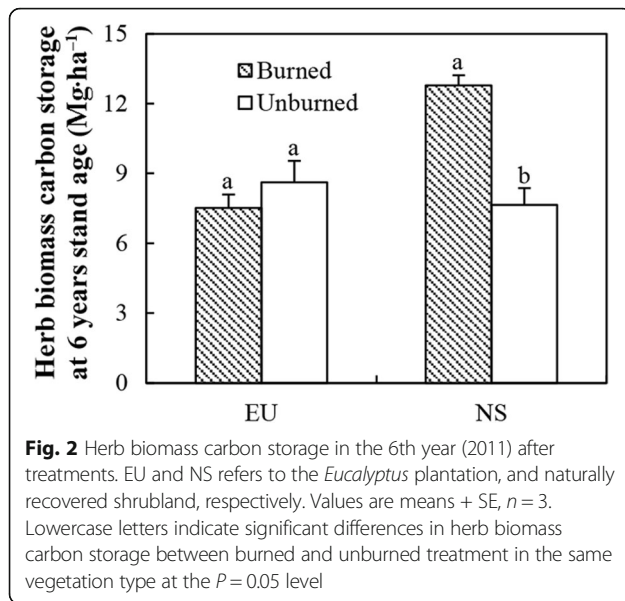 Herb biomass carbon storage
at 6 years stand age (Mg·ha⁻¹)
15
12
9
6
3
0
Burned
Unburned
a
a
a
b
EU
NS
Fig. 2 Herb biomass carbon storage in the 6th year (2011) after
treatments. EU and NS refers to the Eucalyptus plantation, and naturally
recovered shrubland, respectively. Values are means + SE, n = 3.
Lowercase letters indicate significant differences in herb biomass
carbon storage between burned and unburned treatment in the same
vegetation type at the P = 0.05 level